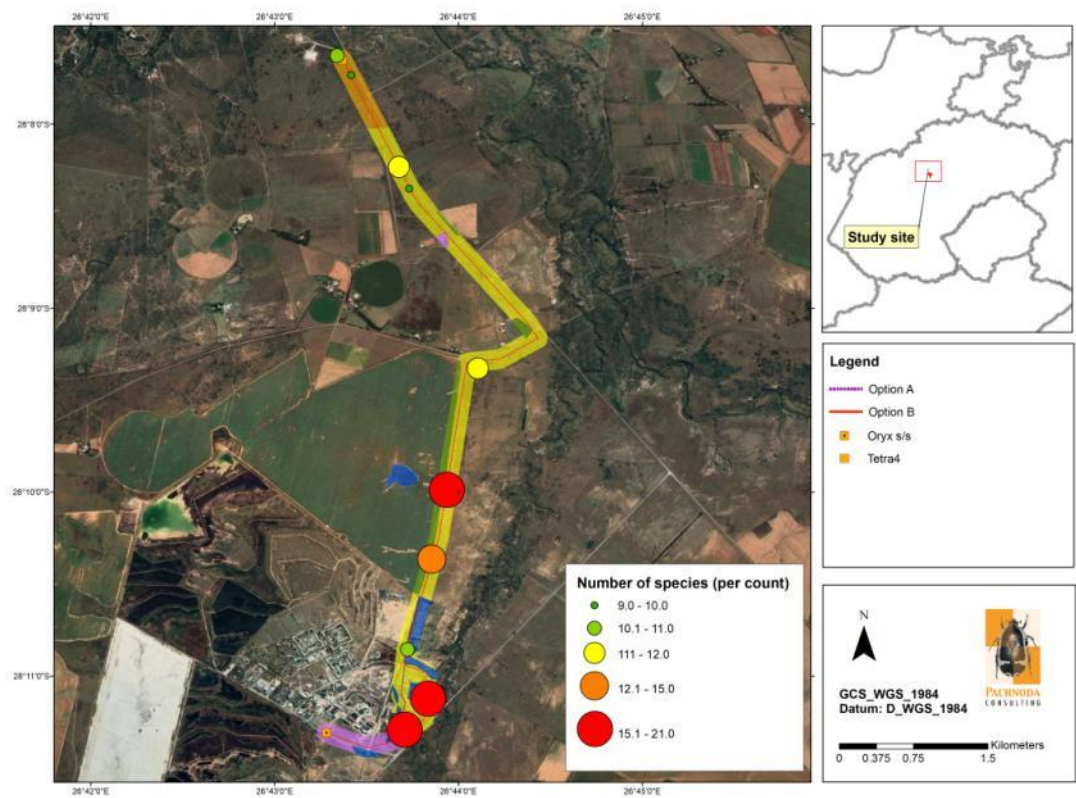 26°42'0"E 26°43'0"E 26°44'0"E 26°45'0"E
28°8'0"S
28°9'0"S
28°10'0"S
28°11'0"S
26°42'0"E 26°43'0"E 26°44'0"E 26°45'0"E
Number of species (per count)
9.0 - 10.0
10.1 - 11.0
111 - 12.0
12.1 - 15.0
15.1 - 21.0
Study site
Legend
Option A
Option B
Oryx s/s
Tetra4
N
GCS_WGS_1984
Datum: D_WGS_1984
PACHNODA
CONSULTING
Kilometers
0 0.375 0.75 1.5